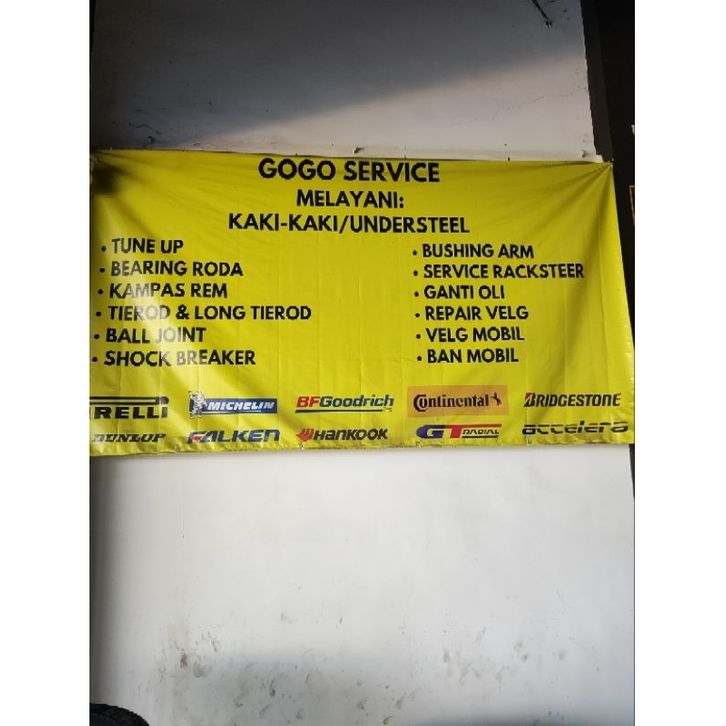 GOGO SERVICE
MELAYANI:
KAKI-KAKI/UNDERSTEEL
• TUNE UP
• BEARING RODA
• KAMPAS REM
• TIEROD & LONG TIEROD
• BALL JOINT
• SHOCK BREAKER
• BUSHING ARM
• SERVICE RACKSTEER
• GANTI OLI
• REPAIR VELG
• VELG MOBIL
• BAN MOBIL
IRELLI MICHELIN BFGoodrich Continental BRIDGESTONE
DUNLOP FALKEN HANKOOK GT RADIAL accelera